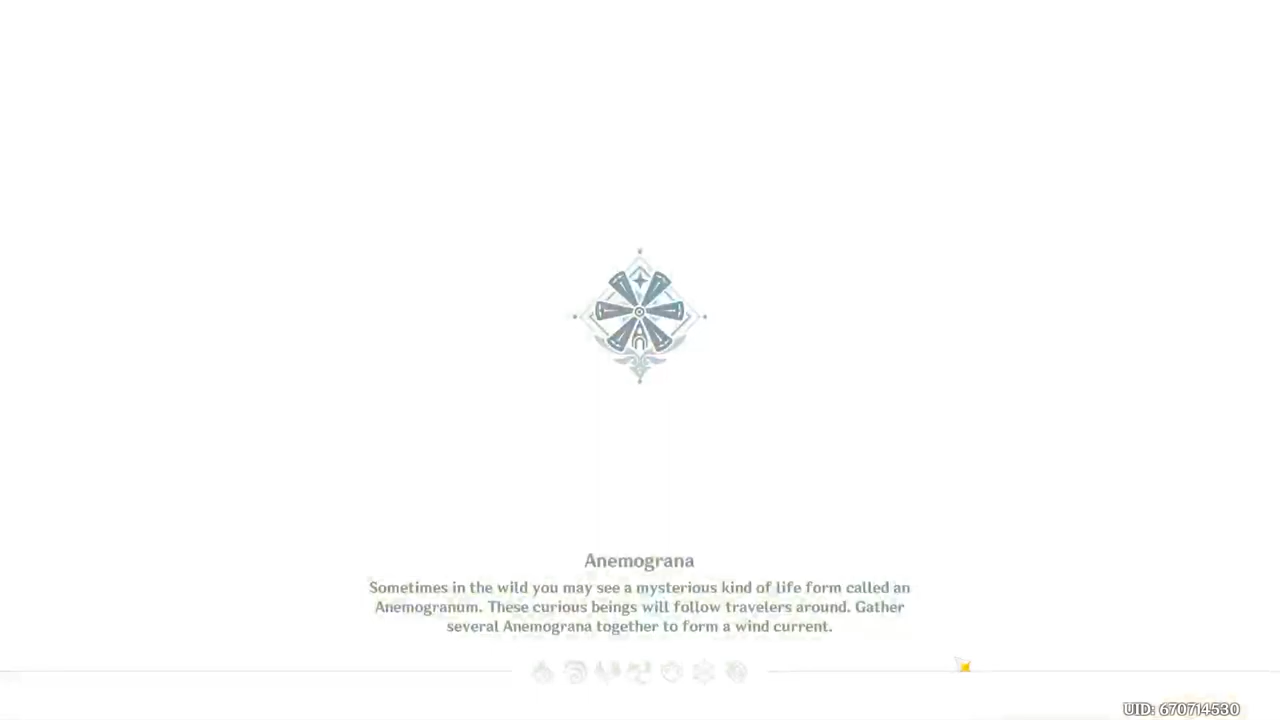 Anemograna
Sometimes in the wild you may see a mysterious kind of life form called an
Anemogranum. These curious beings will follow travelers around. Gather
several Anemograna together to form a wind current.
UID: 670714530